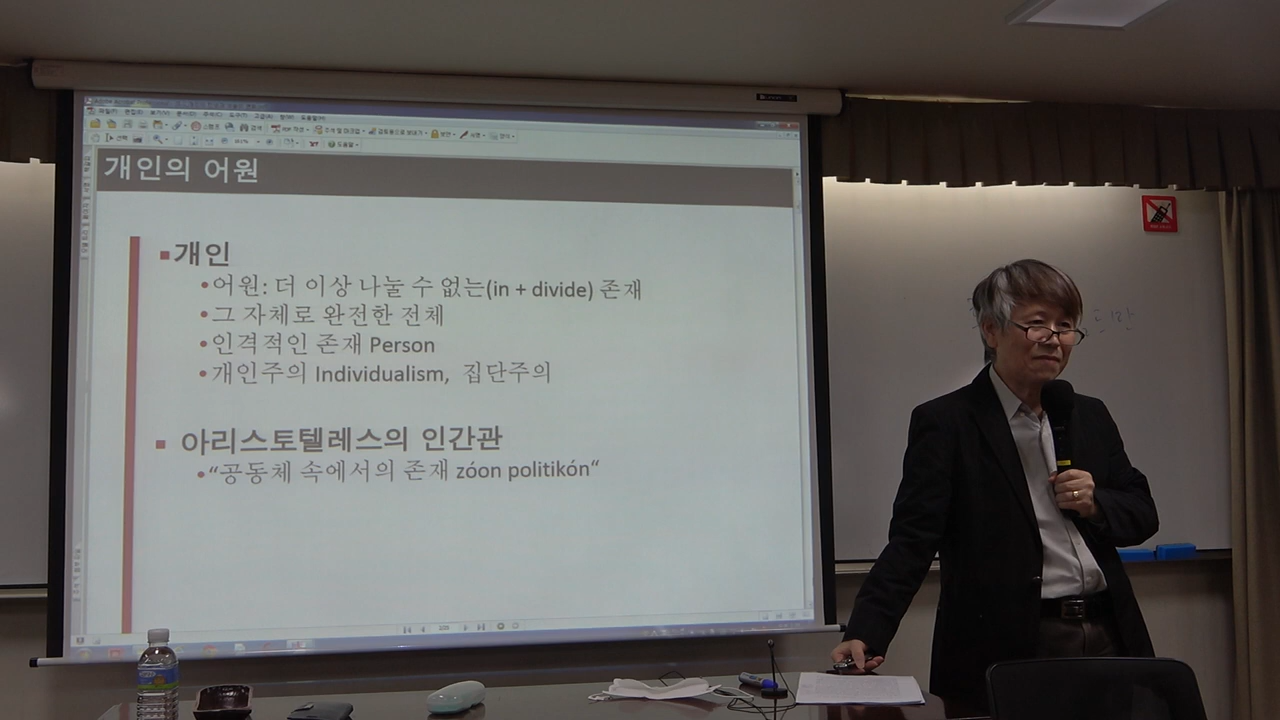 개인의 어원
▪개인
•어원: 더 이상 나눌 수 없는(in + divide) 존재
•그 자체로 완전한 전체
•인격적인 존재 Person
•개인주의 Individualism, 집단주의
▪ 아리스토텔레스의 인간관
•“공동체 속에서의 존재 zóon politikón“